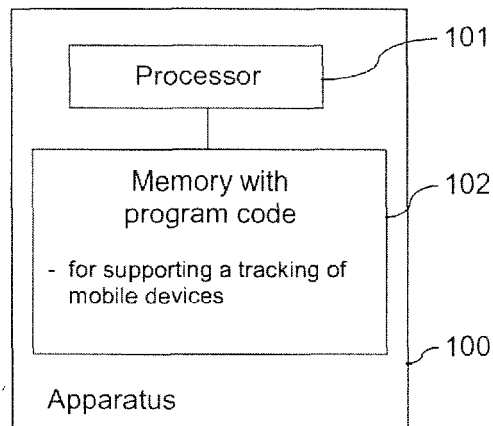 Processor
101
Memory with
program code
102
- for supporting a tracking of
mobile devices
100
Apparatus